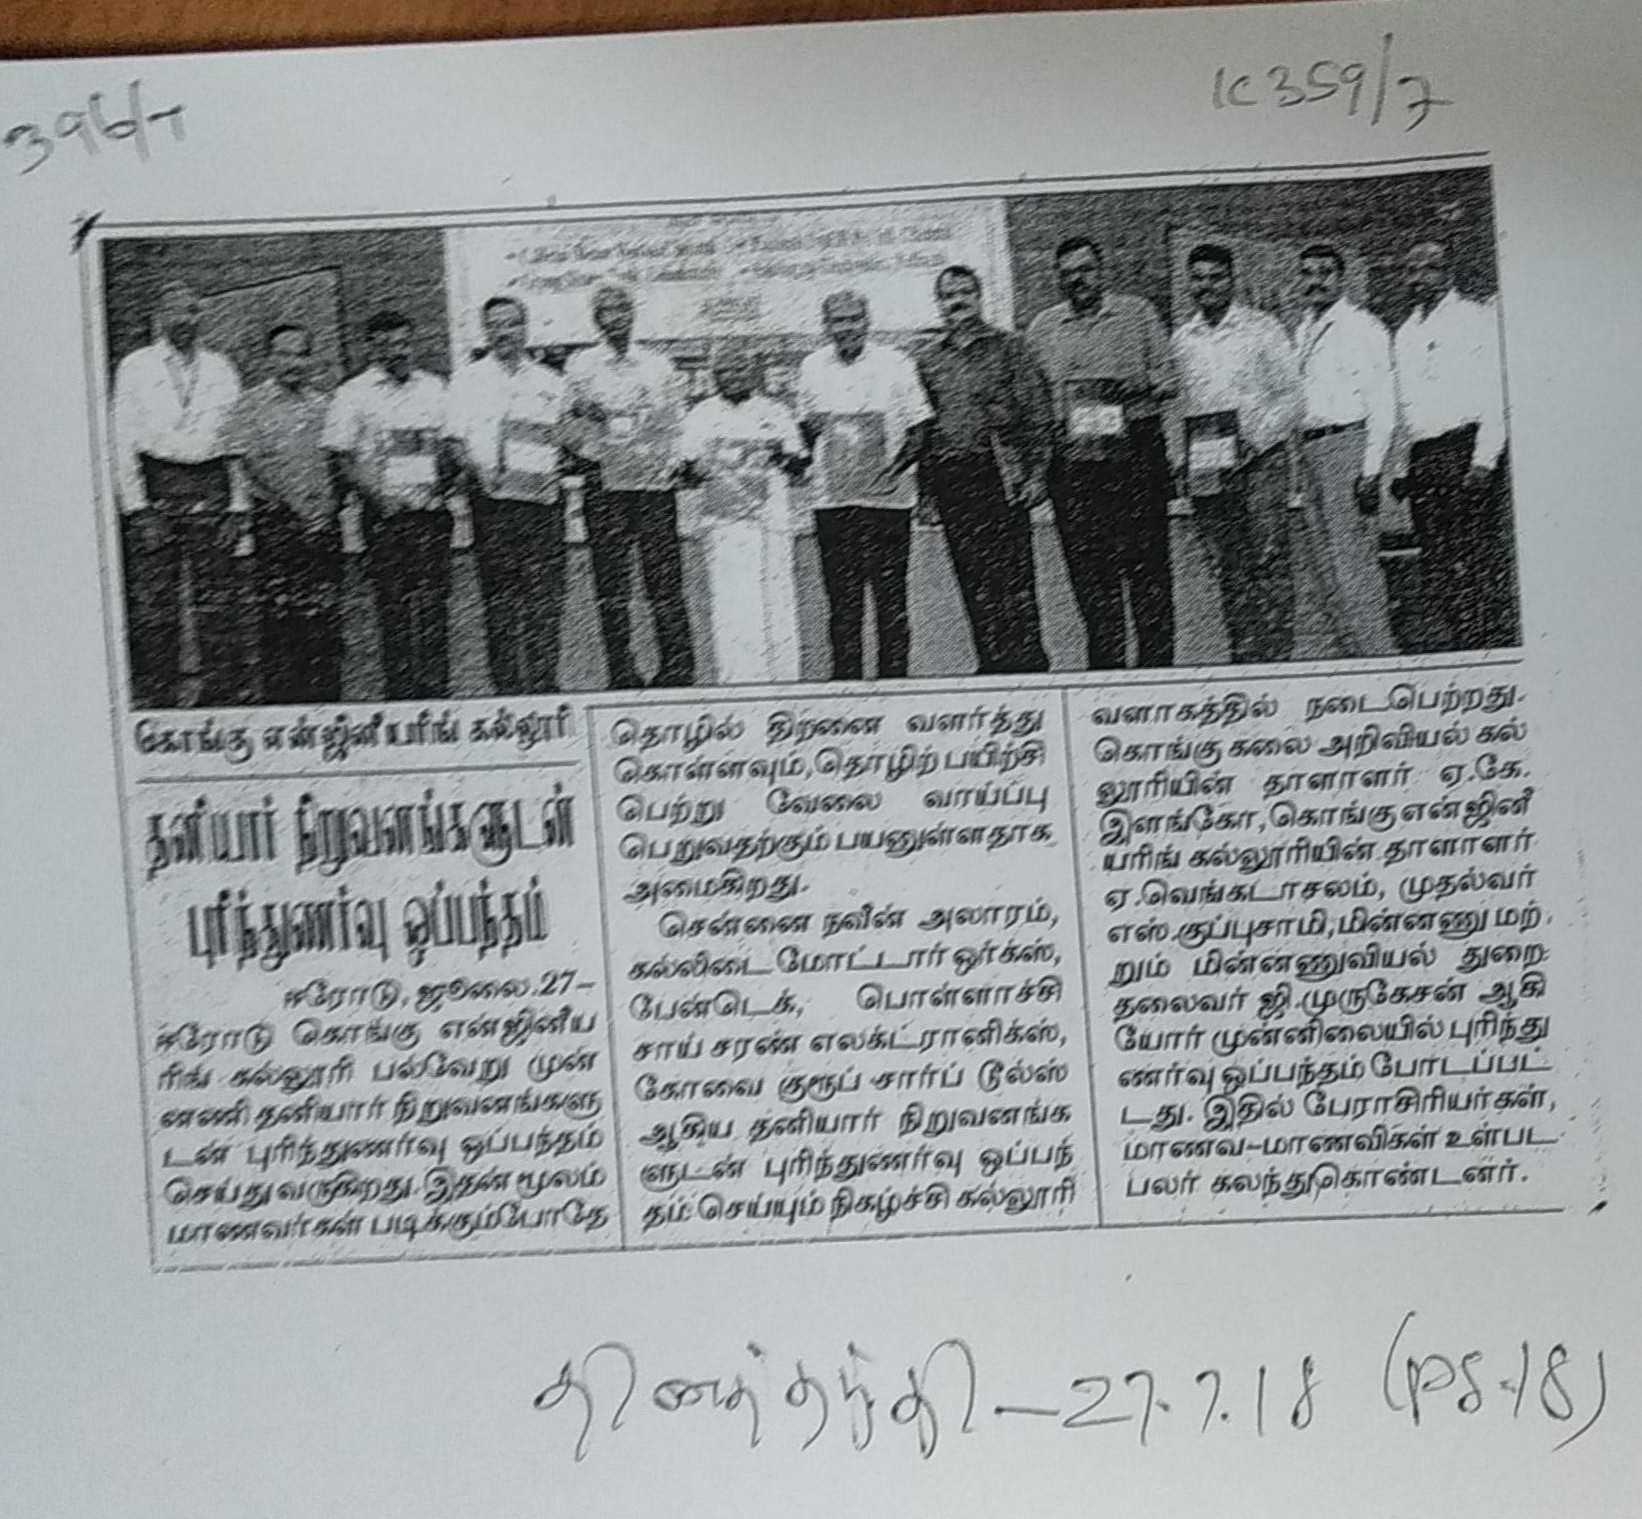 396/7
K359/7
கொங்கு என்ஜினீயரிங் கல்லூரி
தனியார் நிறுவனங்களுடன்
புரிந்துணர்வு ஒப்பந்தம்
ஈரோடு, ஜூலை.27–
ஈரோடு கொங்கு என்ஜினீய
ரிங் கல்லூரி பல்வேறு முன்
னணி தனியார் நிறுவனங்களு
டன் புரிந்துணர்வு ஒப்பந்தம்
செய்து வருகிறது. இதன் மூலம்
மாணவர்கள் படிக்கும்போதே
தொழில் திறனை வளர்த்து
கொள்ளவும், தொழிற் பயிற்சி
பெற்று வேலை வாய்ப்பு
பெறுவதற்கும் பயனுள்ளதாக
அமைகிறது.
சென்னை நவீன் அலாரம்,
கல்லிடை மோட்டார் ஒர்க்ஸ்,
பேன்டெக், பொள்ளாச்சி
சாய் சரண் எலக்ட்ரானிக்ஸ்,
கோவை குரூப் சார்ப் டூல்ஸ்
ஆகிய தனியார் நிறுவனங்க
ளுடன் புரிந்துணர்வு ஒப்பந்
தம் செய்யும் நிகழ்ச்சி கல்லூரி
வளாகத்தில் நடைபெற்றது.
கொங்கு கலை அறிவியல் கல்
லூரியின் தாளாளர் ஏ.கே.
இளங்கோ, கொங்கு என்ஜினீ
யரிங் கல்லூரியின் தாளாளர்
ஏ.வெங்கடாசலம், முதல்வர்
எஸ்.குப்புசாமி, மின்னணு மற்
றும் மின்னணுவியல் துறை
தலைவர் ஜி.முருகேசன் ஆகி
யோர் முன்னிலையில் புரிந்து
ணர்வு ஒப்பந்தம் போடப்பட்
டது. இதில் பேராசிரியர்கள்,
மாணவ–மாணவிகள் உள்பட
பலர் கலந்துகொண்டனர்.
தினத்தந்தி – 27.7.18 (pg-18)